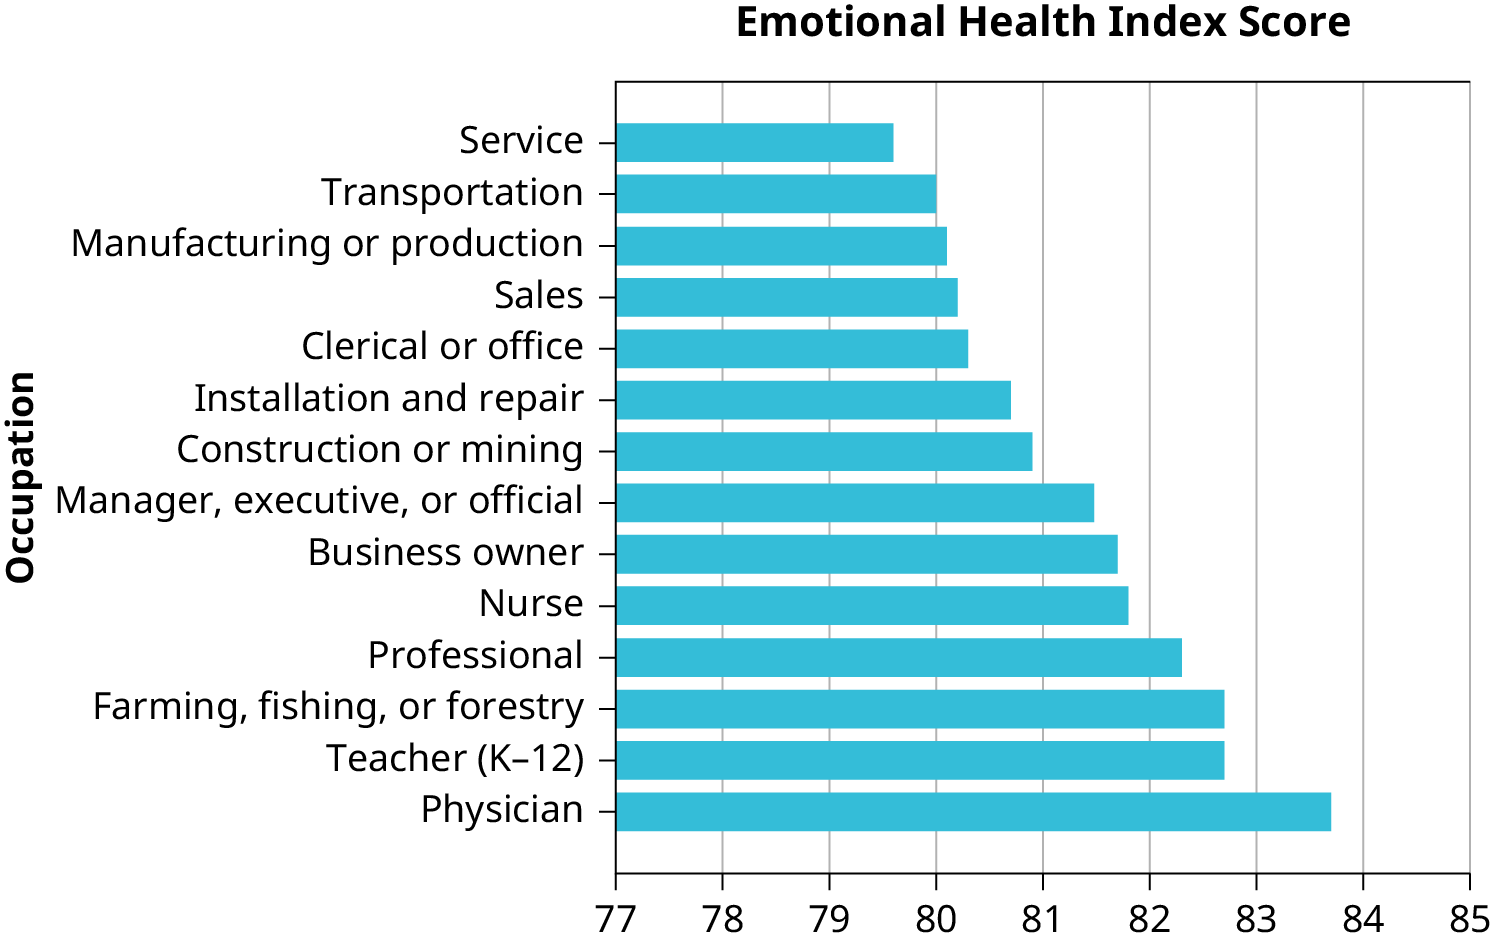 Emotional Health Index Score
Occupation
Service
Transportation
Manufacturing or production
Sales
Clerical or office
Installation and repair
Construction or mining
Manager, executive, or official
Business owner
Nurse
Professional
Farming, fishing, or forestry
Teacher (K–12)
Physician
77 78 79 80 81 82 83 84 85